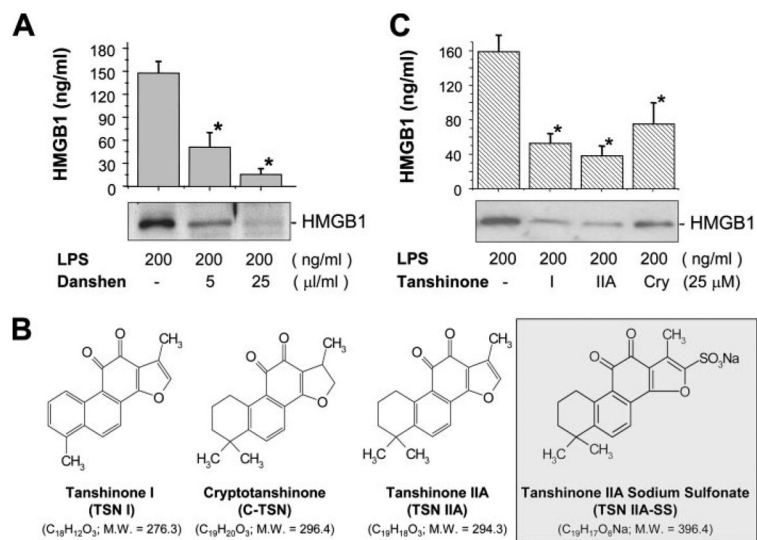 A
HMGB1 (ng/ml)
180
150
120
90
60
30
0
*
*
- HMGB1
LPS 200 200 200 ( ng/ml)
Danshen - 5 25 ( μl/ml )
C
HMGB1 (ng/ml)
160
120
80
40
0
*
*
*
- HMGB1
LPS 200 200 200 200 ( ng/ml)
Tanshinone - I IIA Cry (25 μM)
B
O
O
CH₃
O
CH₃
Tanshinone I
(TSN I)
(C₁₈H₁₂O₃; M.W. = 276.3)
O
O
CH₃
O
H₃C CH₃
Cryptotanshinone
(C-TSN)
(C₁₉H₂₀O₃; M.W. = 296.4)
O
O
CH₃
O
H₃C CH₃
Tanshinone IIA
(TSN IIA)
(C₁₉H₁₈O₃; M.W. = 294.3)
O
O
CH₃
SO₃Na
O
H₃C CH₃
Tanshinone IIA Sodium Sulfonate
(TSN IIA-SS)
(C₁₉H₁₇O₆Na; M.W. = 396.4)